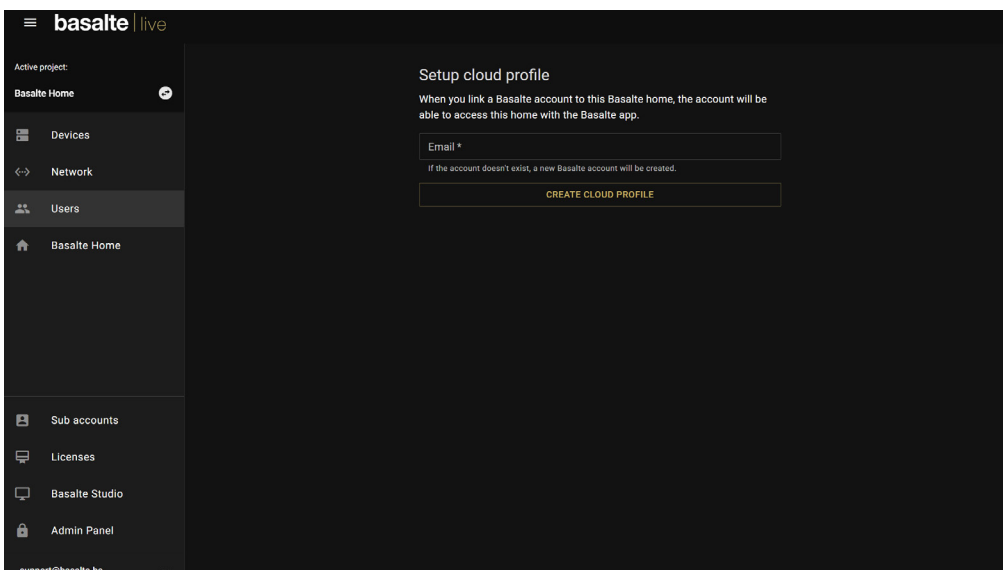 basalte live
Active project:
Basalte Home
Devices
Network
Users
Basalte Home
Sub accounts
Licenses
Basalte Studio
Admin Panel
support@basalte.be
Setup cloud profile
When you link a Basalte account to this Basalte home, the account will be
able to access this home with the Basalte app.
Email *
If the account doesn't exist, a new Basalte account will be created.
CREATE CLOUD PROFILE